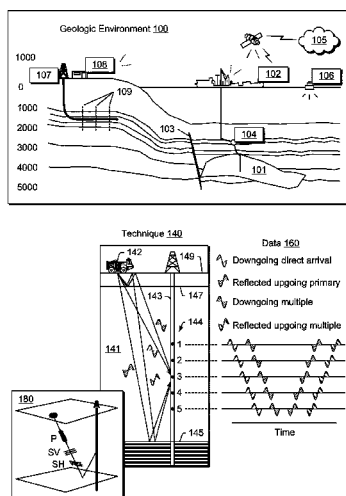 Geologic Environment 100
105
1000
107
108
102
106
0
109
1000
2000
3000
4000
5000
103
104
101
Technique 140
Data 160
142
149
Downgoing direct arrival
Reflected upgoing primary
Downgoing multiple
Reflected upgoing multiple
143
147
144
141
1
2
3
4
5
145
Time
180
P
SV
SH